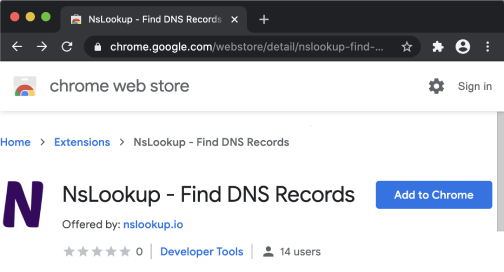 NsLookup - Find DNS Records
chrome.google.com/webstore/detail/nslookup-find-...
chrome web store
Sign in
Home > Extensions > NsLookup - Find DNS Records
N
NsLookup - Find DNS Records
Add to Chrome
Offered by: nslookup.io
0 | Developer Tools | 14 users